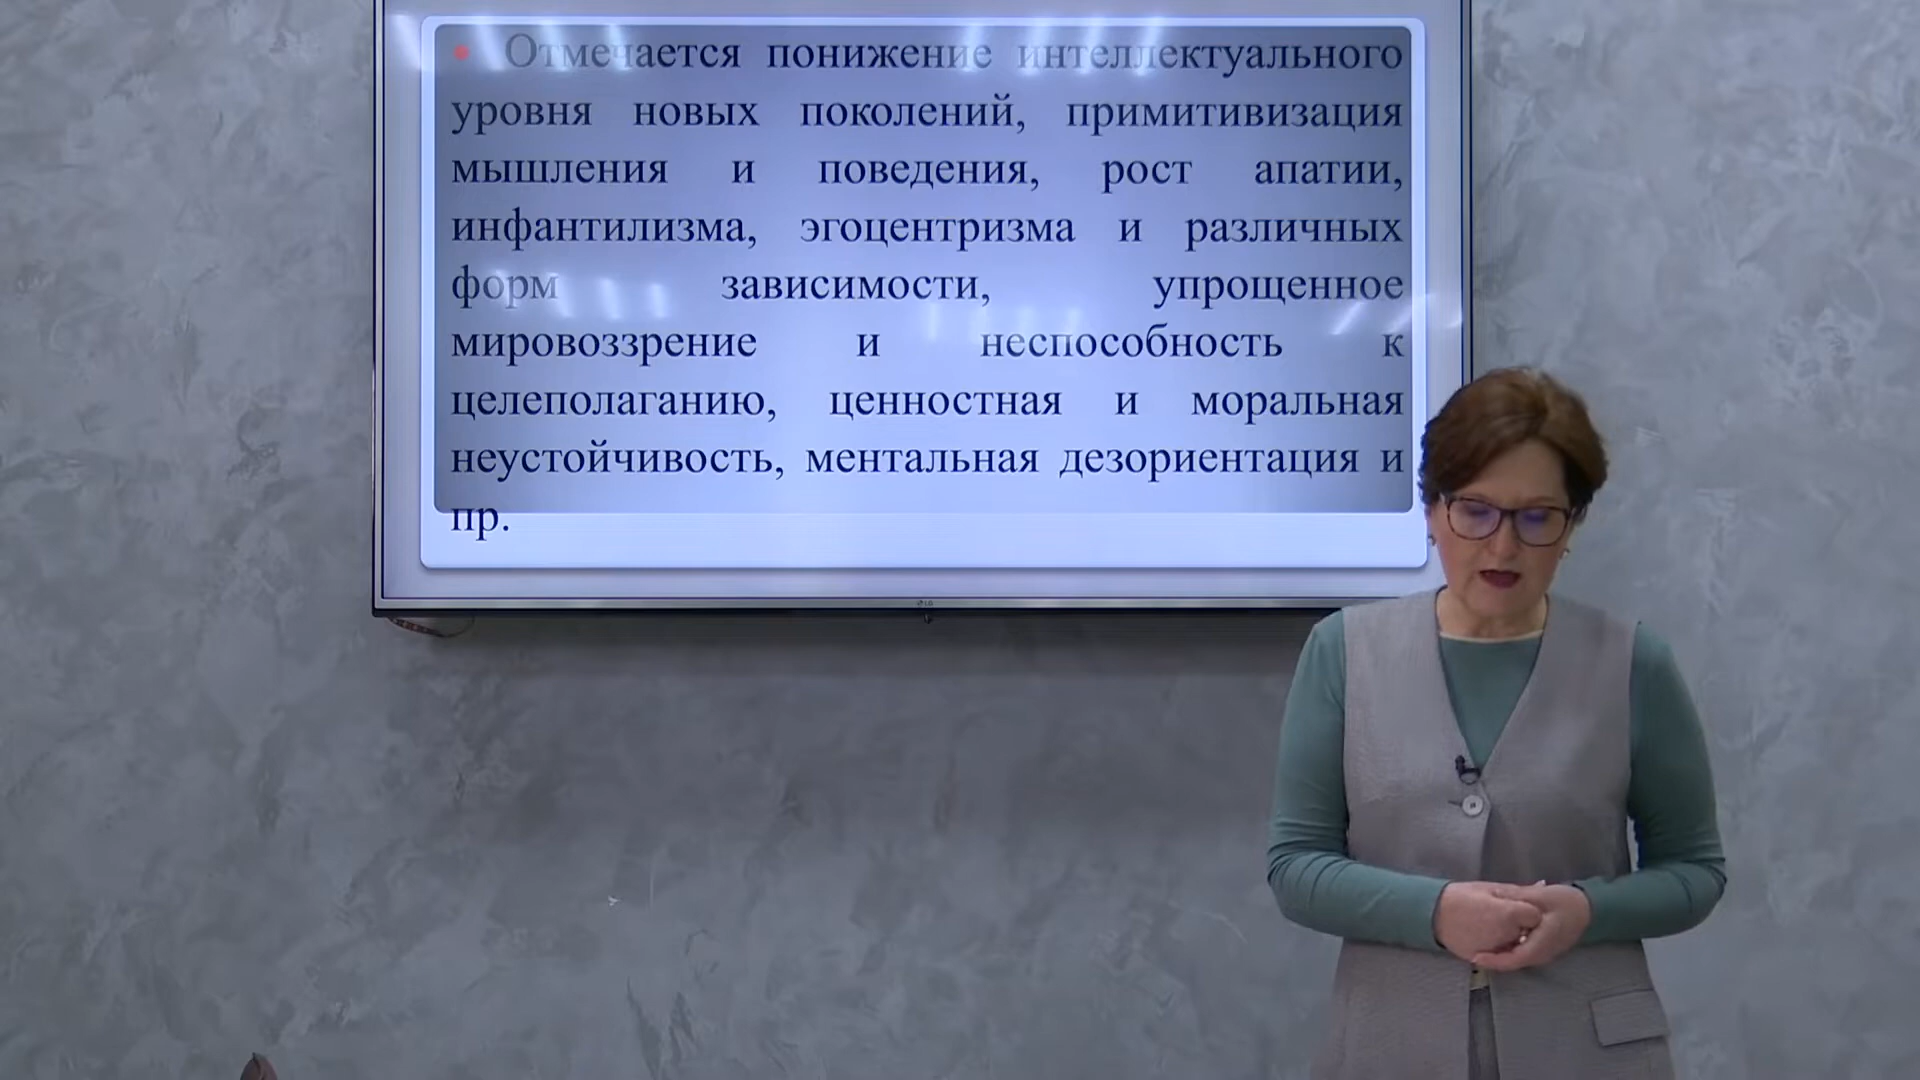 • Отмечается понижение интеллектуального
уровня новых поколений, примитивизация
мышления и поведения, рост апатии,
инфантилизма, эгоцентризма и различных
форм зависимости, упрощенное
мировоззрение и неспособность к
целеполаганию, ценностная и моральная
неустойчивость, ментальная дезориентация и
пр.
LG